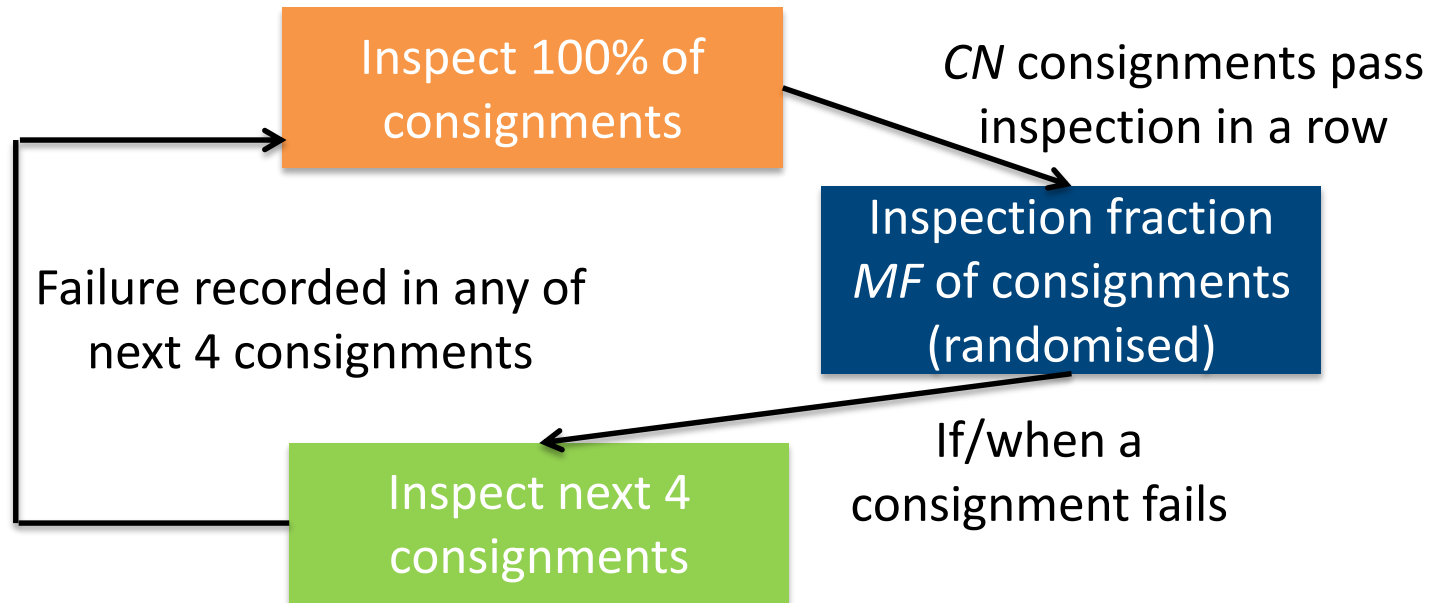 Inspect 100% of
consignments
CN consignments pass
inspection in a row
Inspection fraction
MF of consignments
(randomised)
Failure recorded in any of
next 4 consignments
If/when a
consignment fails
Inspect next 4
consignments